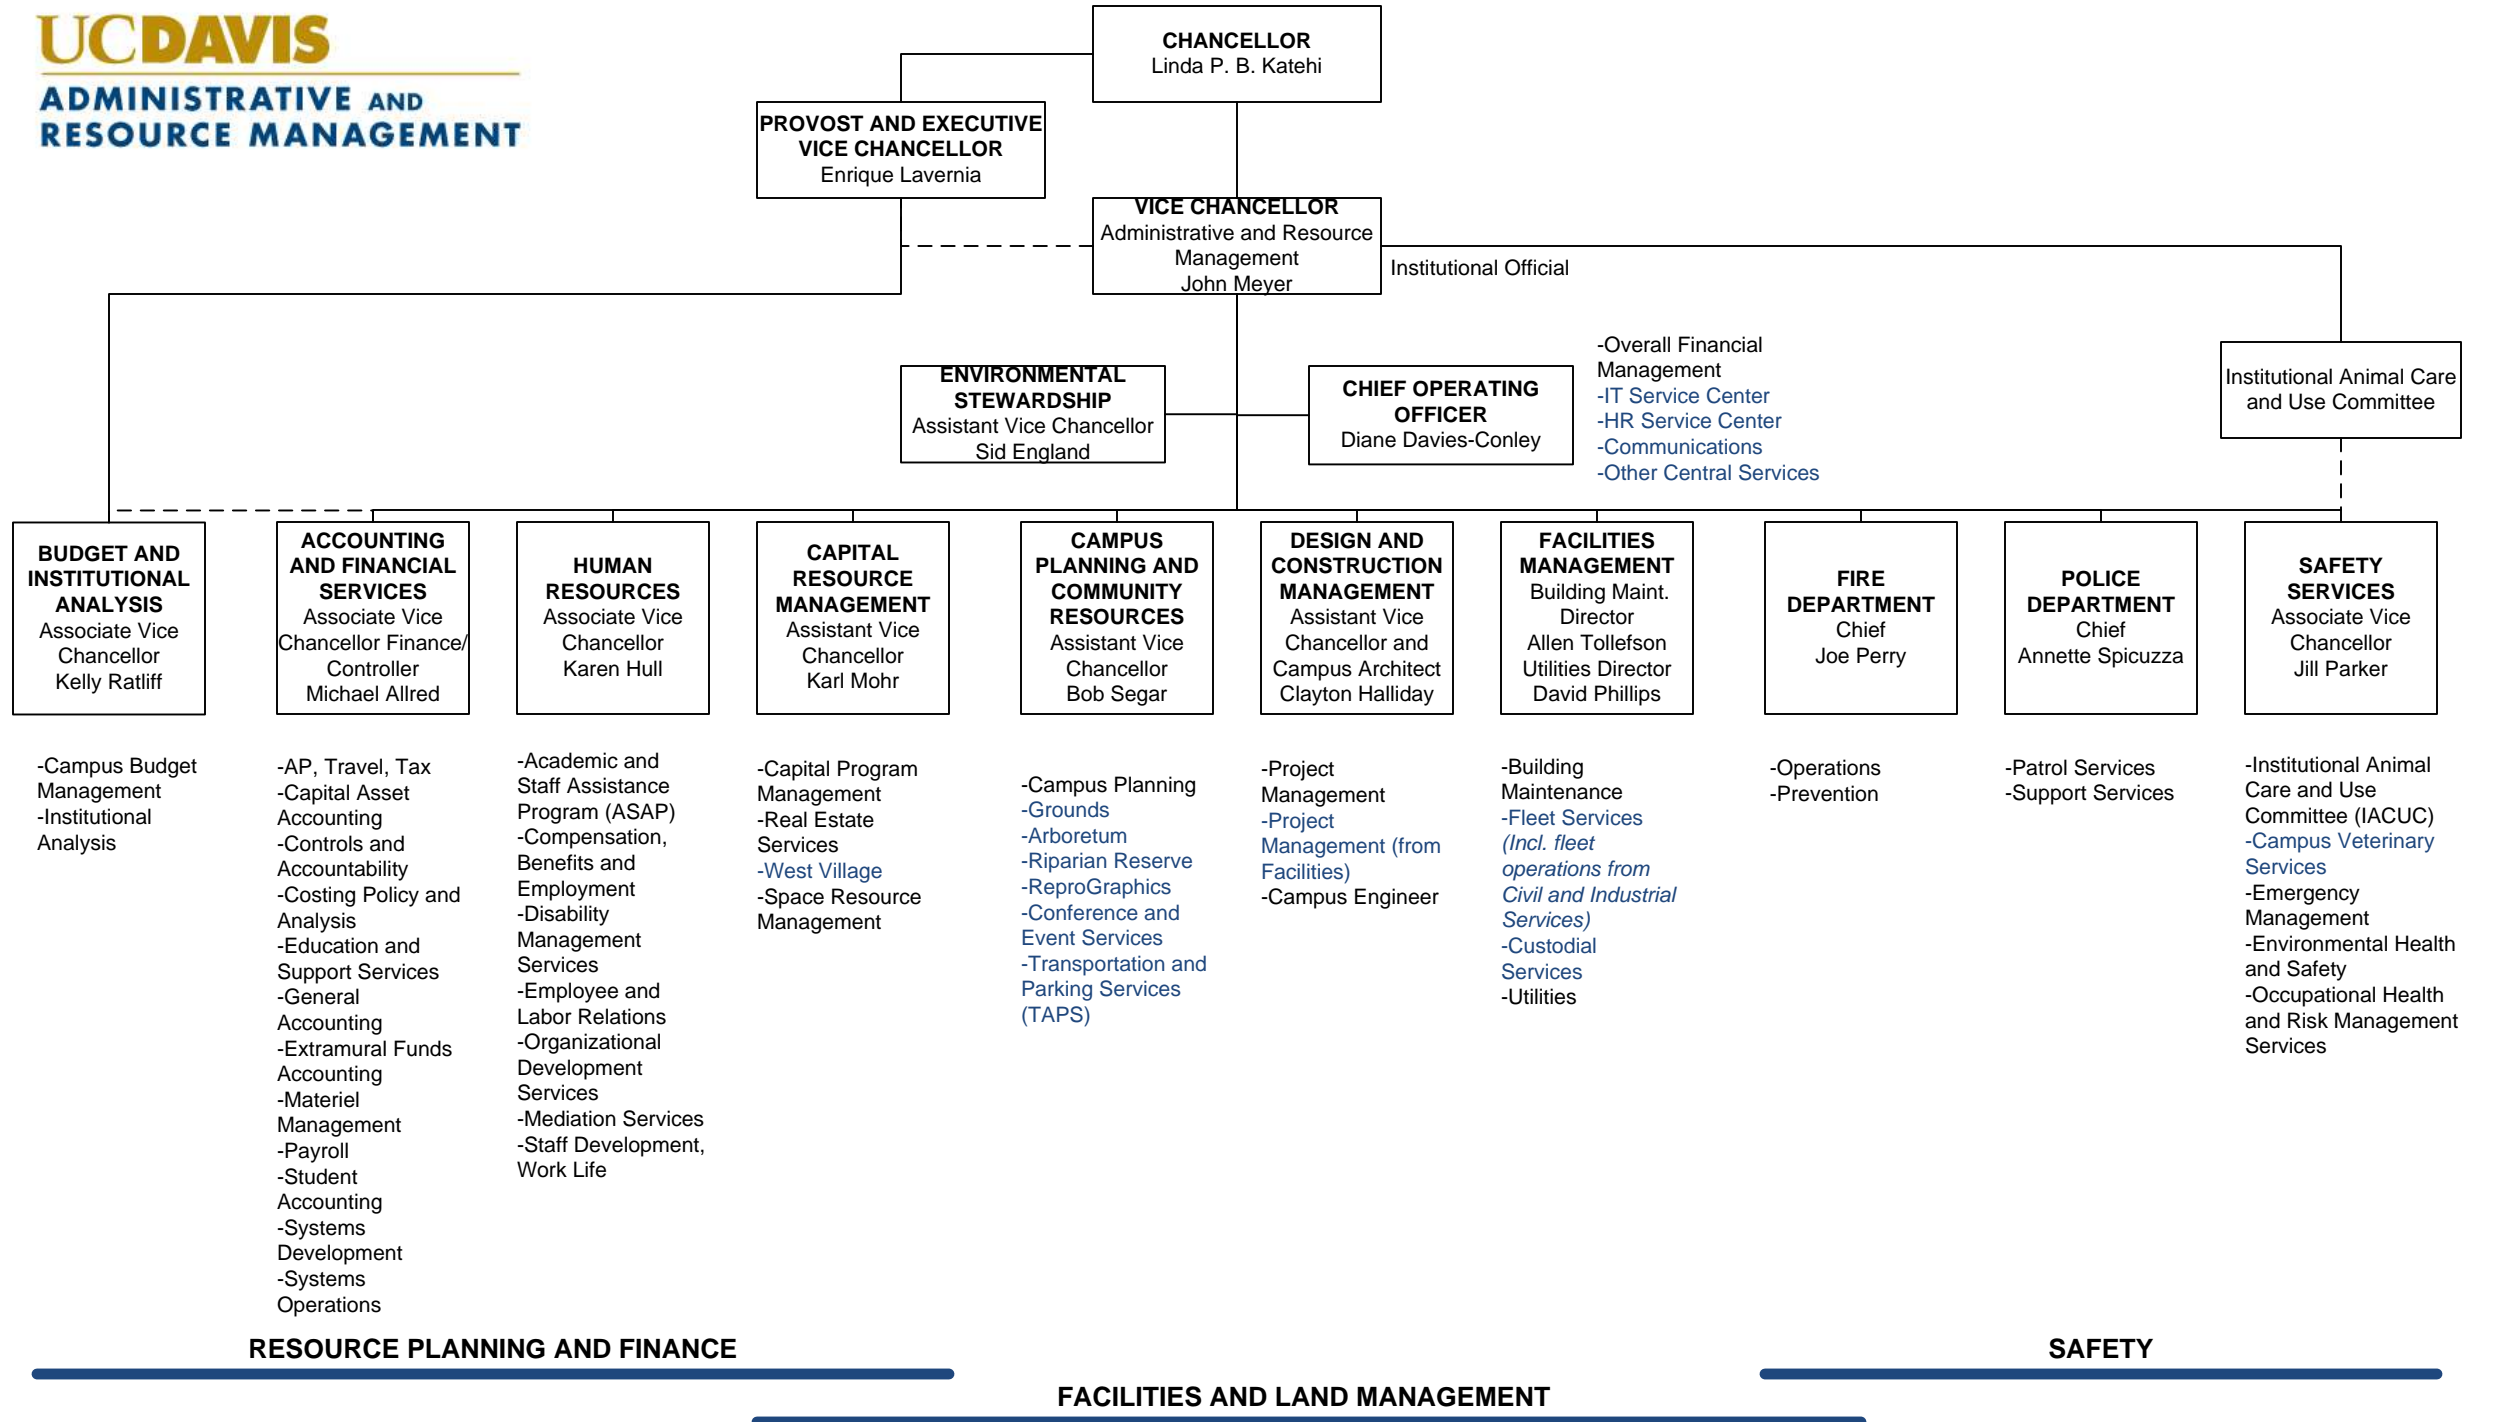 UCDAVIS
ADMINISTRATIVE AND
RESOURCE MANAGEMENT
CHANCELLOR
Linda P. B. Katehi
PROVOST AND EXECUTIVE
VICE CHANCELLOR
Enrique Lavernia
VICE CHANCELLOR
Administrative and Resource
Management
John Meyer
Institutional Official
ENVIRONMENTAL
STEWARDSHIP
Assistant Vice Chancellor
Sid England
CHIEF OPERATING
OFFICER
Diane Davies-Conley
-Overall Financial
Management
-IT Service Center
-HR Service Center
-Communications
-Other Central Services
Institutional Animal Care
and Use Committee
BUDGET AND
INSTITUTIONAL
ANALYSIS
Associate Vice
Chancellor
Kelly Ratliff
ACCOUNTING
AND FINANCIAL
SERVICES
Associate Vice
Chancellor Finance/
Controller
Michael Allred
HUMAN
RESOURCES
Associate Vice
Chancellor
Karen Hull
CAPITAL
RESOURCE
MANAGEMENT
Assistant Vice
Chancellor
Karl Mohr
CAMPUS
PLANNING AND
COMMUNITY
RESOURCES
Assistant Vice
Chancellor
Bob Segar
DESIGN AND
CONSTRUCTION
MANAGEMENT
Assistant Vice
Chancellor and
Campus Architect
Clayton Halliday
FACILITIES
MANAGEMENT
Building Maint.
Director
Allen Tollefson
Utilities Director
David Phillips
FIRE
DEPARTMENT
Chief
Joe Perry
POLICE
DEPARTMENT
Chief
Annette Spicuzza
SAFETY
SERVICES
Associate Vice
Chancellor
Jill Parker
-Campus Budget
Management
-Institutional
Analysis
-AP, Travel, Tax
-Capital Asset
Accounting
-Controls and
Accountability
-Costing Policy and
Analysis
-Education and
Support Services
-General
Accounting
-Extramural Funds
Accounting
-Materiel
Management
-Payroll
-Student
Accounting
-Systems
Development
-Systems
Operations
-Academic and
Staff Assistance
Program (ASAP)
-Compensation,
Benefits and
Employment
-Disability
Management
Services
-Employee and
Labor Relations
-Organizational
Development
Services
-Mediation Services
-Staff Development,
Work Life
-Capital Program
Management
-Real Estate
Services
-West Village
-Space Resource
Management
-Campus Planning
-Grounds
-Arboretum
-Riparian Reserve
-ReproGraphics
-Conference and
Event Services
-Transportation and
Parking Services
(TAPS)
-Project
Management
-Project
Management (from
Facilities)
-Campus Engineer
-Building
Maintenance
-Fleet Services
(Incl. fleet
operations from
Civil and Industrial
Services)
-Custodial
Services
-Utilities
-Operations
-Prevention
-Patrol Services
-Support Services
-Institutional Animal
Care and Use
Committee (IACUC)
-Campus Veterinary
Services
-Emergency
Management
-Environmental Health
and Safety
-Occupational Health
and Risk Management
Services
RESOURCE PLANNING AND FINANCE
SAFETY
FACILITIES AND LAND MANAGEMENT